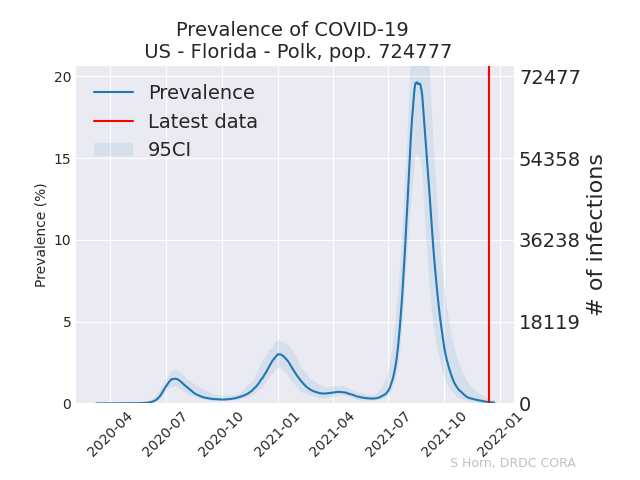 Prevalence of COVID-19
US - Florida - Polk, pop. 724777
Prevalence
Latest data
95CI
Prevalence (%)
20
15
10
5
0
72477
54358
36238
18119
0
# of infections
2020-04
2020-07
2020-10
2021-01
2021-04
2021-07
2021-10
2022-01
S Horn, DRDC CORA